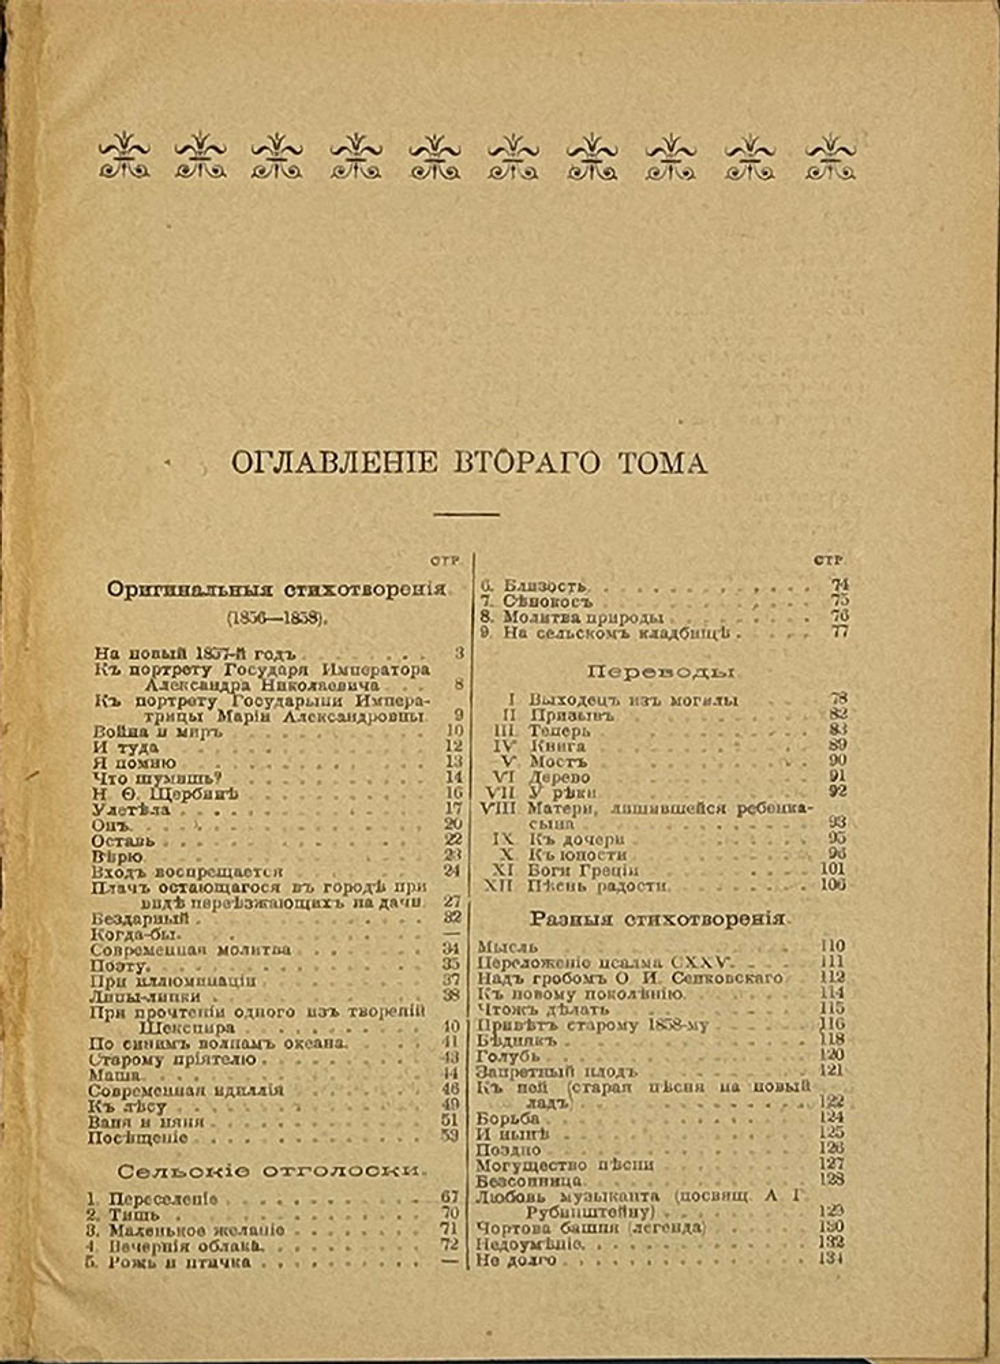 ОГЛАВЛЕНІЕ ВТОРАГО ТОМА
СТР.
Оригинальныя стихотворенія
(1856—1858).
На новый 1857-й годъ . . . . . . . 3
Къ портрету Государя Императора
Александра Николаевича . . . 8
Къ портрету Государыни Импера-
трицы Маріи Александровны 9
Война и миръ . . . . . . . . . . 10
И туда . . . . . . . . . . 12
Я помню . . . . . . . . . . 13
Что шумишь? . . . . . . . . . . 14
Н. Ѳ. Щербинѣ . . . . . . . . . 16
Улетѣла . . . . . . . . . . 17
Онъ . . . . . . . . . . 20
Оставь . . . . . . . . . . 22
Вѣрю . . . . . . . . . . 23
Входъ воспрещается . . . . . . . 24
Плачъ остающагося въ городѣ при
видѣ переѣзжающихъ на дачи 27
Бездарный . . . . . . . . . . 32
Когда-бы. . . . . . . . . . —
Современная молитва . . . . . . . 34
Поэту. . . . . . . . . . 35
При иллюминаціи . . . . . . . . 37
Липы-липки . . . . . . . . . . 38
При прочтеніи одного изъ твореній
Шекспира . . . . . . . . . 40
По синимъ волнамъ океана. . . . . 41
Старому пріятелю . . . . . . . . 43
Маша . . . . . . . . . . 44
Современная идиллія . . . . . . . 46
Къ лѣсу . . . . . . . . . . 49
Ваня и няня . . . . . . . . . . 51
Посѣщеніе . . . . . . . . . . 59
Сельскіе отголоски.
1. Переселеніе . . . . . . . . . 67
2. Тишь . . . . . . . . . . 70
3. Маленькое желаніе . . . . . . . 71
4. Вечернія облака. . . . . . . . 72
5. Рожь и птичка . . . . . . . . —
СТР
6. Близость. . . . . . . . . . 74
7. Сѣнокосъ . . . . . . . . . 75
8. Молитва природы . . . . . . . 76
9. На сельскомъ кладбищѣ . . . . . 77
Переводы
I Выходецъ изъ могилы . . . . 78
II Призывъ . . . . . . . . . 82
III Теперь . . . . . . . . . 83
IV Книга . . . . . . . . . 89
V Мостъ . . . . . . . . . 90
VI Дерево . . . . . . . . . 91
VII У рѣки . . . . . . . . . 92
VIII Матери, лишившейся ребенка-
сына . . . . . . . . . 93
IX Къ дочери . . . . . . . . 95
X Къ юности . . . . . . . . 96
XI Боги Греціи . . . . . . . . 101
XII Пѣснь радости . . . . . . . 106
Разныя стихотворенія
Мысль . . . . . . . . . . 110
Переложеніе псалма CXXV. . . . . 111
Надъ гробомъ О. И. Сенковскаго 112
Къ новому поколѣнію. . . . . . . 114
Чтожъ дѣлать . . . . . . . . . 115
Привѣтъ старому 1858-му . . . . . 116
Бѣднякъ . . . . . . . . . . 118
Голубь . . . . . . . . . . 120
Запретный плодъ . . . . . . . . 121
Къ ней (старая пѣсня на новый
ладъ) . . . . . . . . . 122
Борьба . . . . . . . . . . 124
И нынѣ . . . . . . . . . . 125
Поздно . . . . . . . . . . 126
Могущество пѣсни . . . . . . . 127
Безсонница . . . . . . . . . . 128
Любовь музыканта (посвящ. А Г
Рубинштейну) . . . . . . . 129
Чортова башня (легенда) . . . . . 130
Недоумѣніе. . . . . . . . . . 132
Не долго . . . . . . . . . . 134